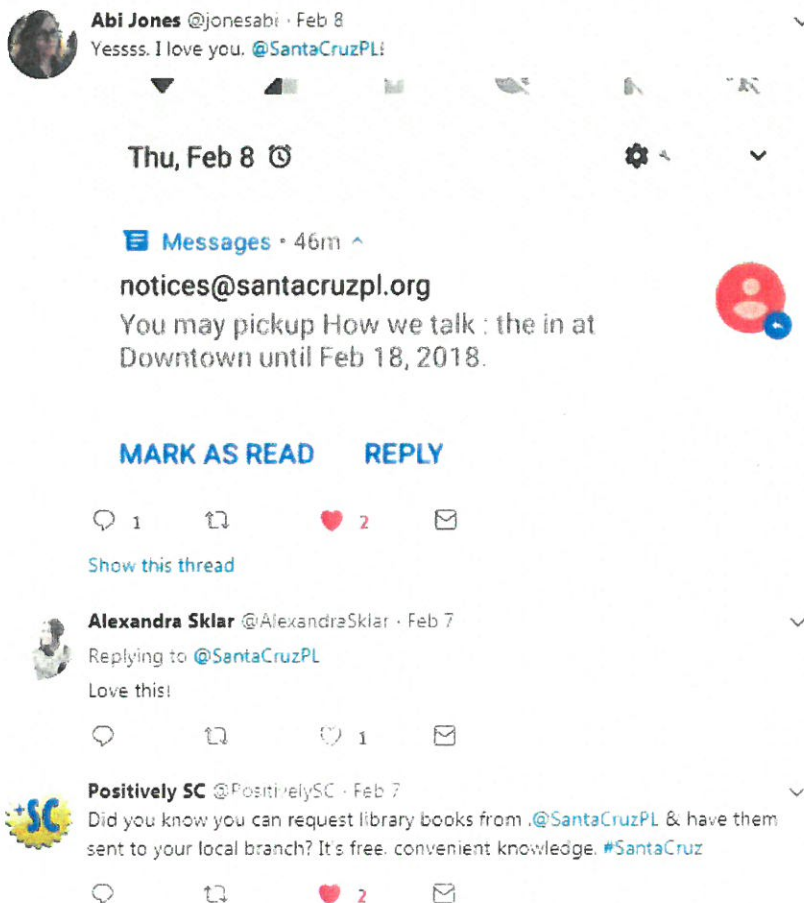 Abi Jones @jonesabi · Feb 8
Yessss. I love you. @SantaCruzPL!
Thu, Feb 8
Messages • 46m
notices@santacruzpl.org
You may pickup How we talk : the in at
Downtown until Feb 18, 2018.
MARK AS READ REPLY
1 2
Show this thread
Alexandra Sklar @AlexandraSklar · Feb 7
Replying to @SantaCruzPL
Love this!
1
Positively SC @PositivelySC · Feb 7
+SC
Did you know you can request library books from .@SantaCruzPL & have them
sent to your local branch? It's free. convenient knowledge. #SantaCruz
2